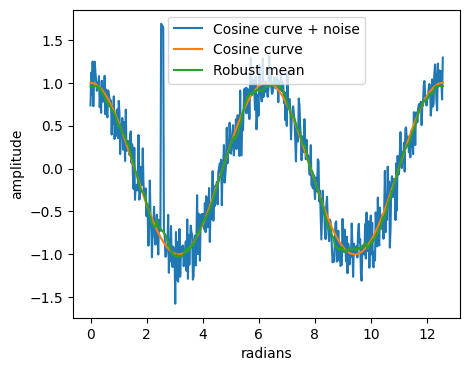 Cosine curve + noise
Cosine curve
Robust mean
amplitude
1.5
1.0
0.5
0.0
−0.5
−1.0
−1.5
0 2 4 6 8 10 12
radians